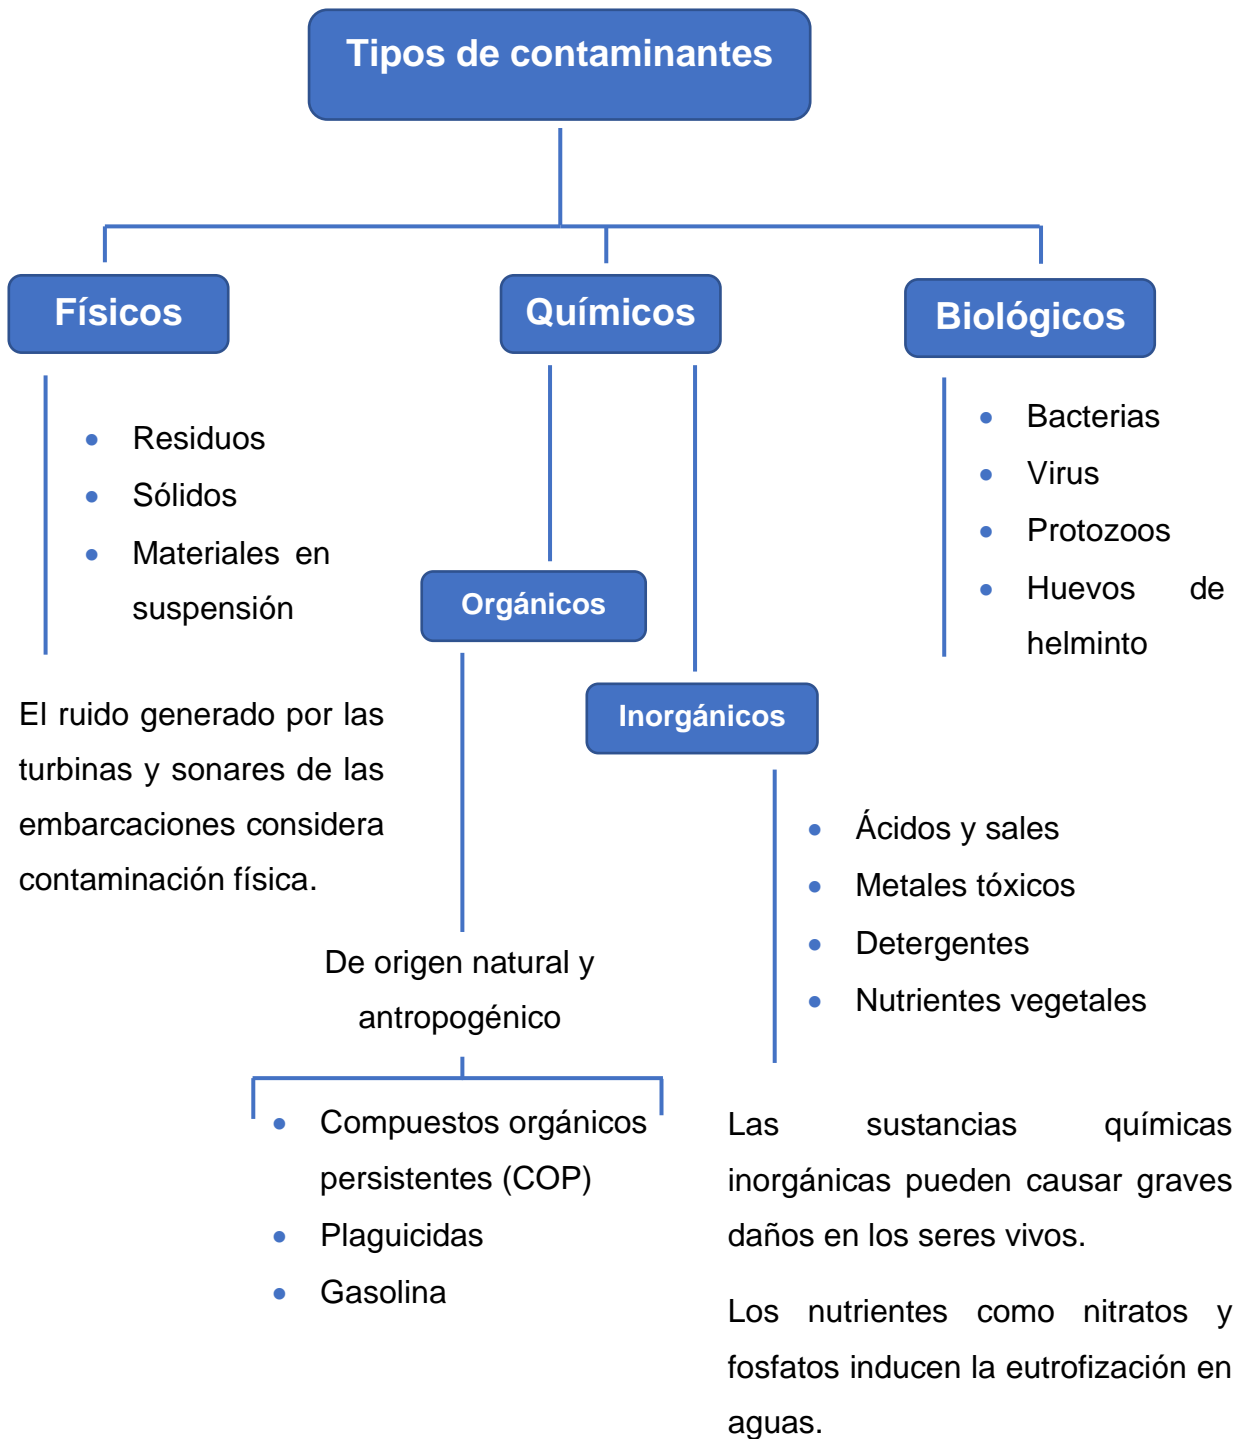 Tipos de contaminantes
Físicos
Químicos
Biológicos
Residuos
Sólidos
Materiales en
suspensión
El ruido generado por las
turbinas y sonares de las
embarcaciones considera
contaminación física.
Orgánicos
De origen natural y
antropogénico
Compuestos orgánicos
persistentes (COP)
Plaguicidas
Gasolina
Inorgánicos
Ácidos y sales
Metales tóxicos
Detergentes
Nutrientes vegetales
Las sustancias químicas
inorgánicas pueden causar graves
daños en los seres vivos.
Los nutrientes como nitratos y
fosfatos inducen la eutrofización en
aguas.
Bacterias
Virus
Protozoos
Huevos de
helminto